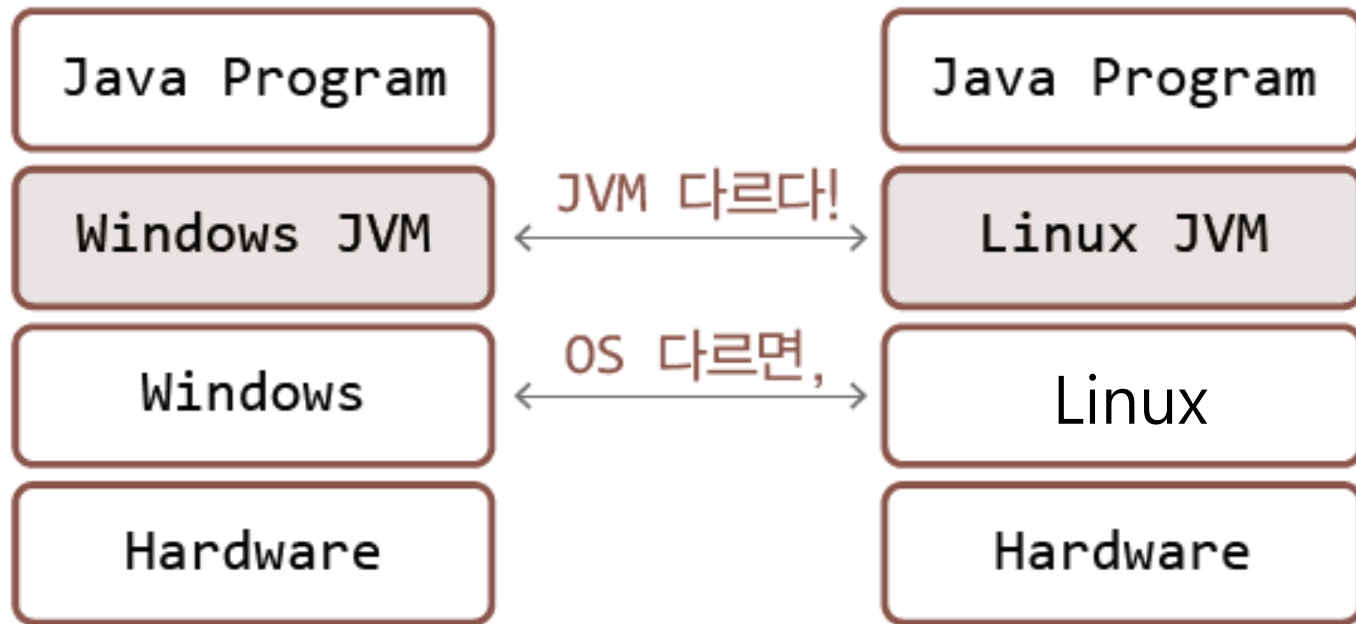 Java Program
Java Program
JVM 다르다!
Windows JVM
Linux JVM
OS 다르면,
Windows
Linux
Hardware
Hardware